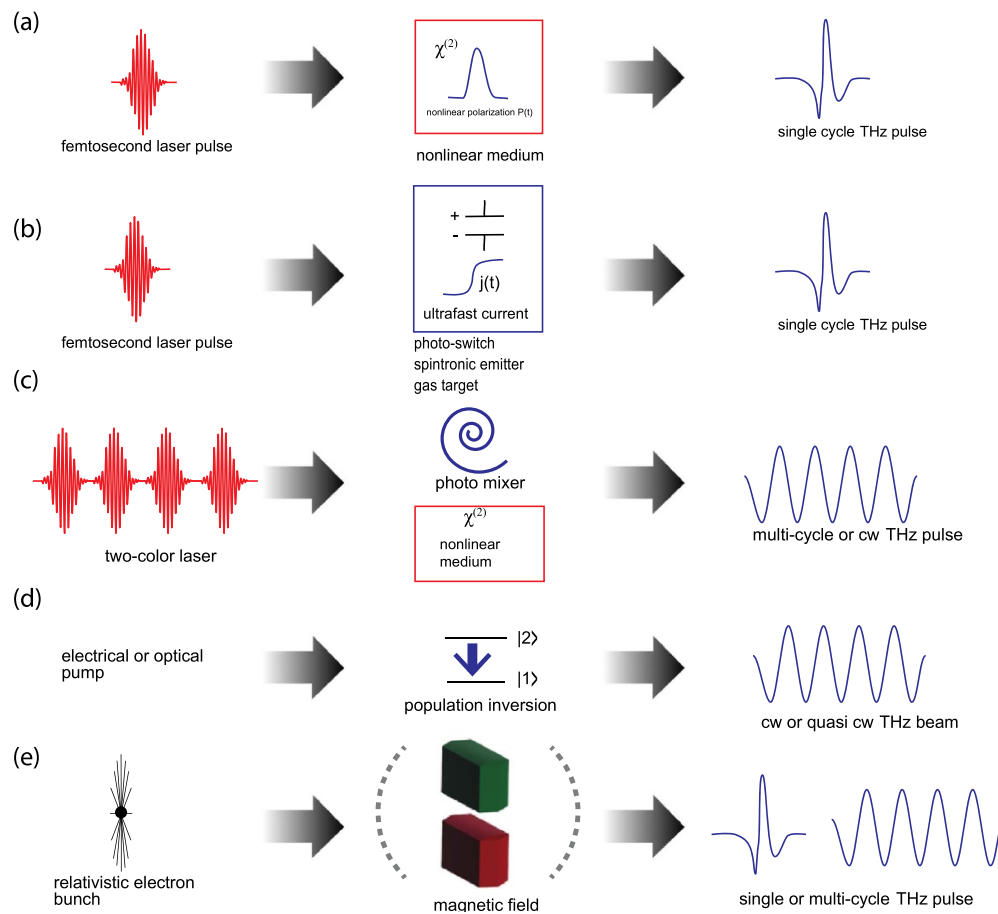 (a)
χ(2)
nonlinear polarization P(t)
femtosecond laser pulse
nonlinear medium
single cycle THz pulse
(b)
+
-
j(t)
ultrafast current
femtosecond laser pulse
photo-switch
spintronic emitter
gas target
single cycle THz pulse
(c)
photo mixer
χ(2)
nonlinear
medium
two-color laser
multi-cycle or cw THz pulse
(d)
electrical or optical
pump
|2⟩
|1⟩
population inversion
cw or quasi cw THz beam
(e)
relativistic electron
bunch
magnetic field
single or multi-cycle THz pulse